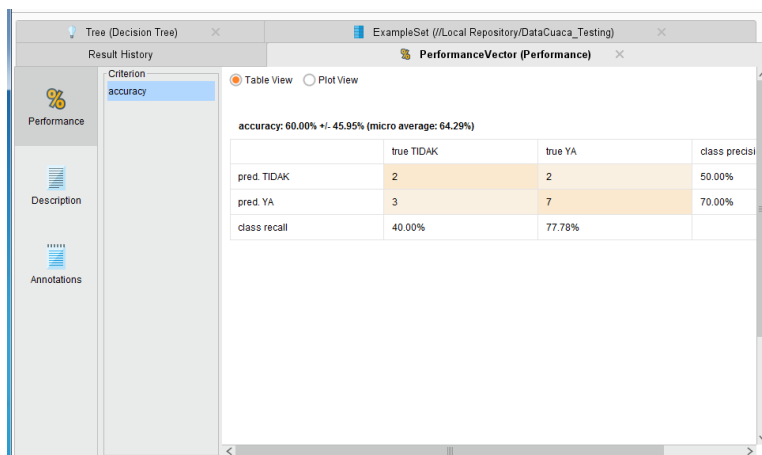 Tree (Decision Tree)
ExampleSet (//Local Repository/DataCuaca_Testing)
Result History
PerformanceVector (Performance)
Criterion
accuracy
Table View Plot View
Performance
accuracy: 60.00% +/- 45.95% (micro average: 64.29%)
true TIDAK true YA class precisi
pred. TIDAK 2 2 50.00%
pred. YA 3 7 70.00%
class recall 40.00% 77.78%
Description
Annotations